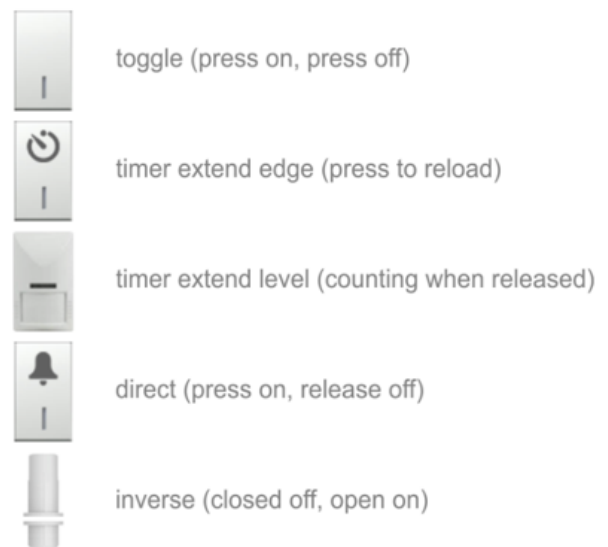 toggle (press on, press off)
timer extend edge (press to reload)
timer extend level (counting when released)
direct (press on, release off)
inverse (closed off, open on)